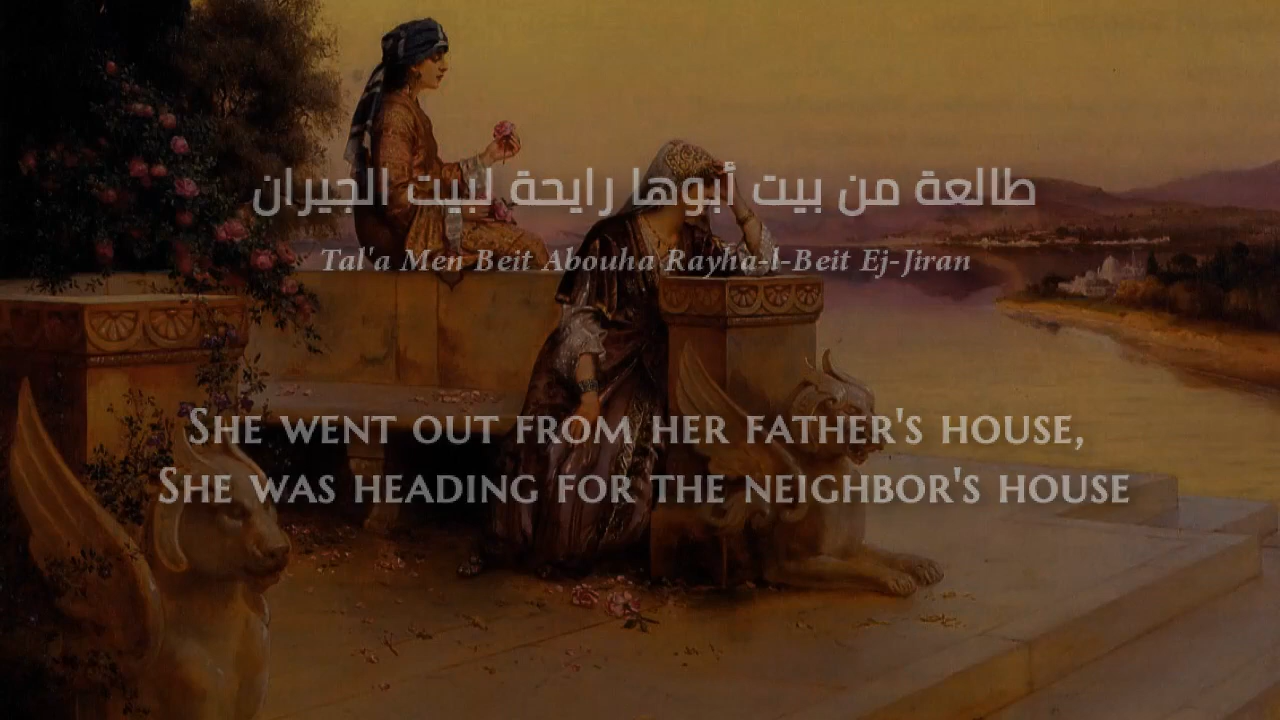 طالعة من بيت أبوها رايحة لبيت الجيران
Tal'a Men Beit Abouha Rayha-l-Beit Ej-Jiran
She went out from her father's house,
She was heading for the neighbor's house